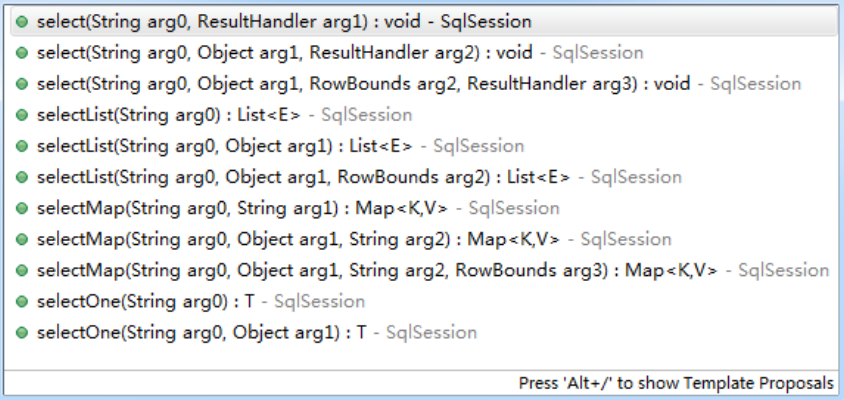 select(String arg0, ResultHandler arg1) : void - SqlSession
select(String arg0, Object arg1, ResultHandler arg2) : void - SqlSession
select(String arg0, Object arg1, RowBounds arg2, ResultHandler arg3) : void - SqlSession
selectList(String arg0) : List<E> - SqlSession
selectList(String arg0, Object arg1) : List<E> - SqlSession
selectList(String arg0, Object arg1, RowBounds arg2) : List<E> - SqlSession
selectMap(String arg0, String arg1) : Map<K,V> - SqlSession
selectMap(String arg0, Object arg1, String arg2) : Map<K,V> - SqlSession
selectMap(String arg0, Object arg1, String arg2, RowBounds arg3) : Map<K,V> - SqlSession
selectOne(String arg0) : T - SqlSession
selectOne(String arg0, Object arg1) : T - SqlSession
Press 'Alt+/' to show Template Proposals